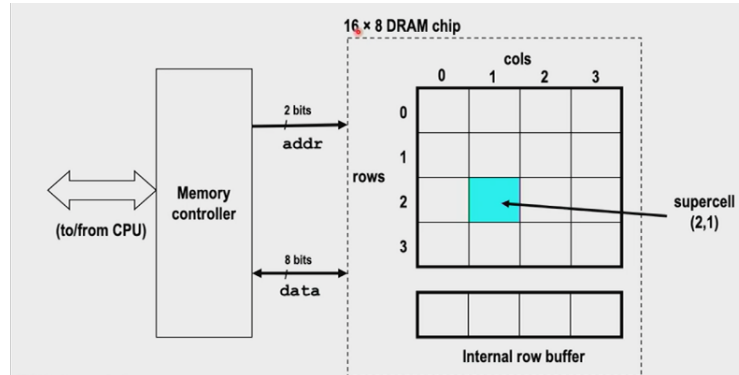 16 × 8 DRAM chip
cols
0 1 2 3
2 bits
addr
0
1
rows
2
3
Memory
controller
(to/from CPU)
supercell
(2,1)
8 bits
data
Internal row buffer